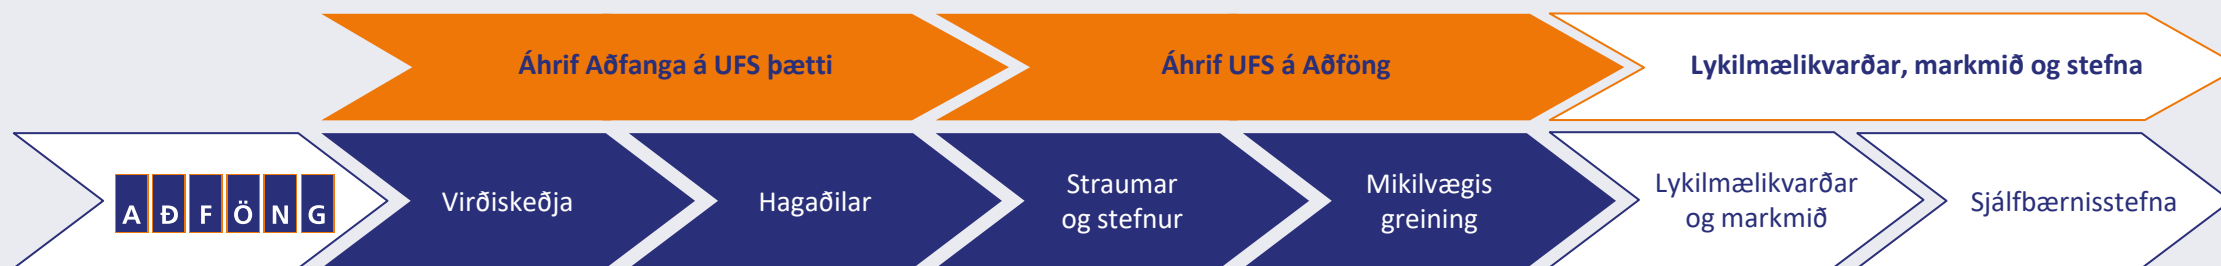 Áhrif Aðfanga á UFS þætti
Áhrif UFS á Aðföng
Lykilmælikvarðar, markmið og stefna
AÐFÖNG
Virðiskeðja
Hagaðilar
Straumar
og stefnur
Mikilvægis
greining
Lykilmælikvarðar
og markmið
Sjálfbærnisstefna